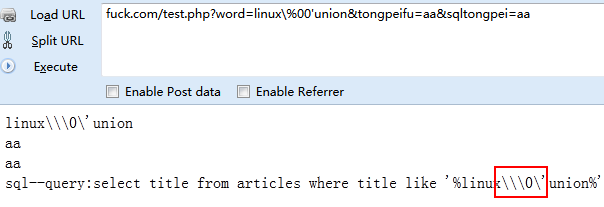 Load URL
fuck.com/test.php?word=linux\%00'union&tongpeifu=aa&sqltongpei=aa
Split URL
Execute
Enable Post data
Enable Referrer
linux\\\0\'union
aa
aa
sql--query:select title from articles where title like '%linux\\\0\'union%'